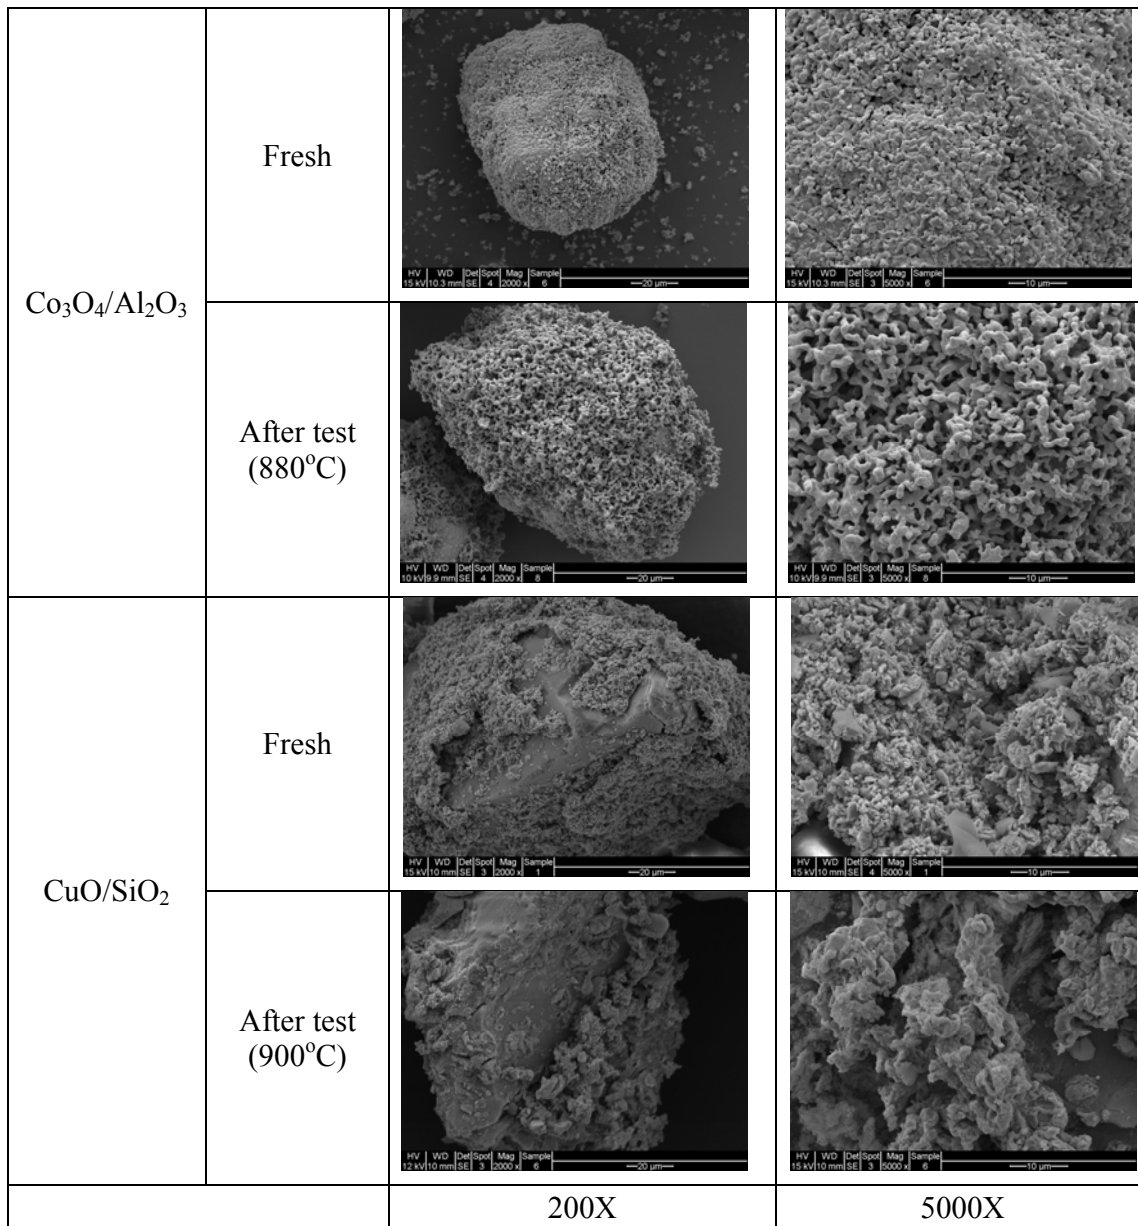 Co₃O₄/Al₂O₃
Fresh
HV WD Det Spot Mag Sample
15 kV 10.3 mm SE 4 2000 x 6 20 µm
HV WD Det Spot Mag Sample
15 kV 10.3 mm SE 3 5000 x 6 10 µm
After test
(880°C)
HV WD Det Spot Mag Sample
10 kV 9.9 mm SE 4 2000 x 8 20 µm
HV WD Det Spot Mag Sample
10 kV 9.9 mm SE 3 5000 x 8 10 µm
CuO/SiO₂
Fresh
HV WD Det Spot Mag Sample
15 kV 10 mm SE 3 2000 x 1 20 µm
HV WD Det Spot Mag Sample
15 kV 10 mm SE 4 5000 x 1 10 µm
After test
(900°C)
HV WD Det Spot Mag Sample
12 kV 10 mm SE 3 2000 x 6 20 µm
HV WD Det Spot Mag Sample
15 kV 10 mm SE 3 5000 x 6 10 µm
200X 5000X